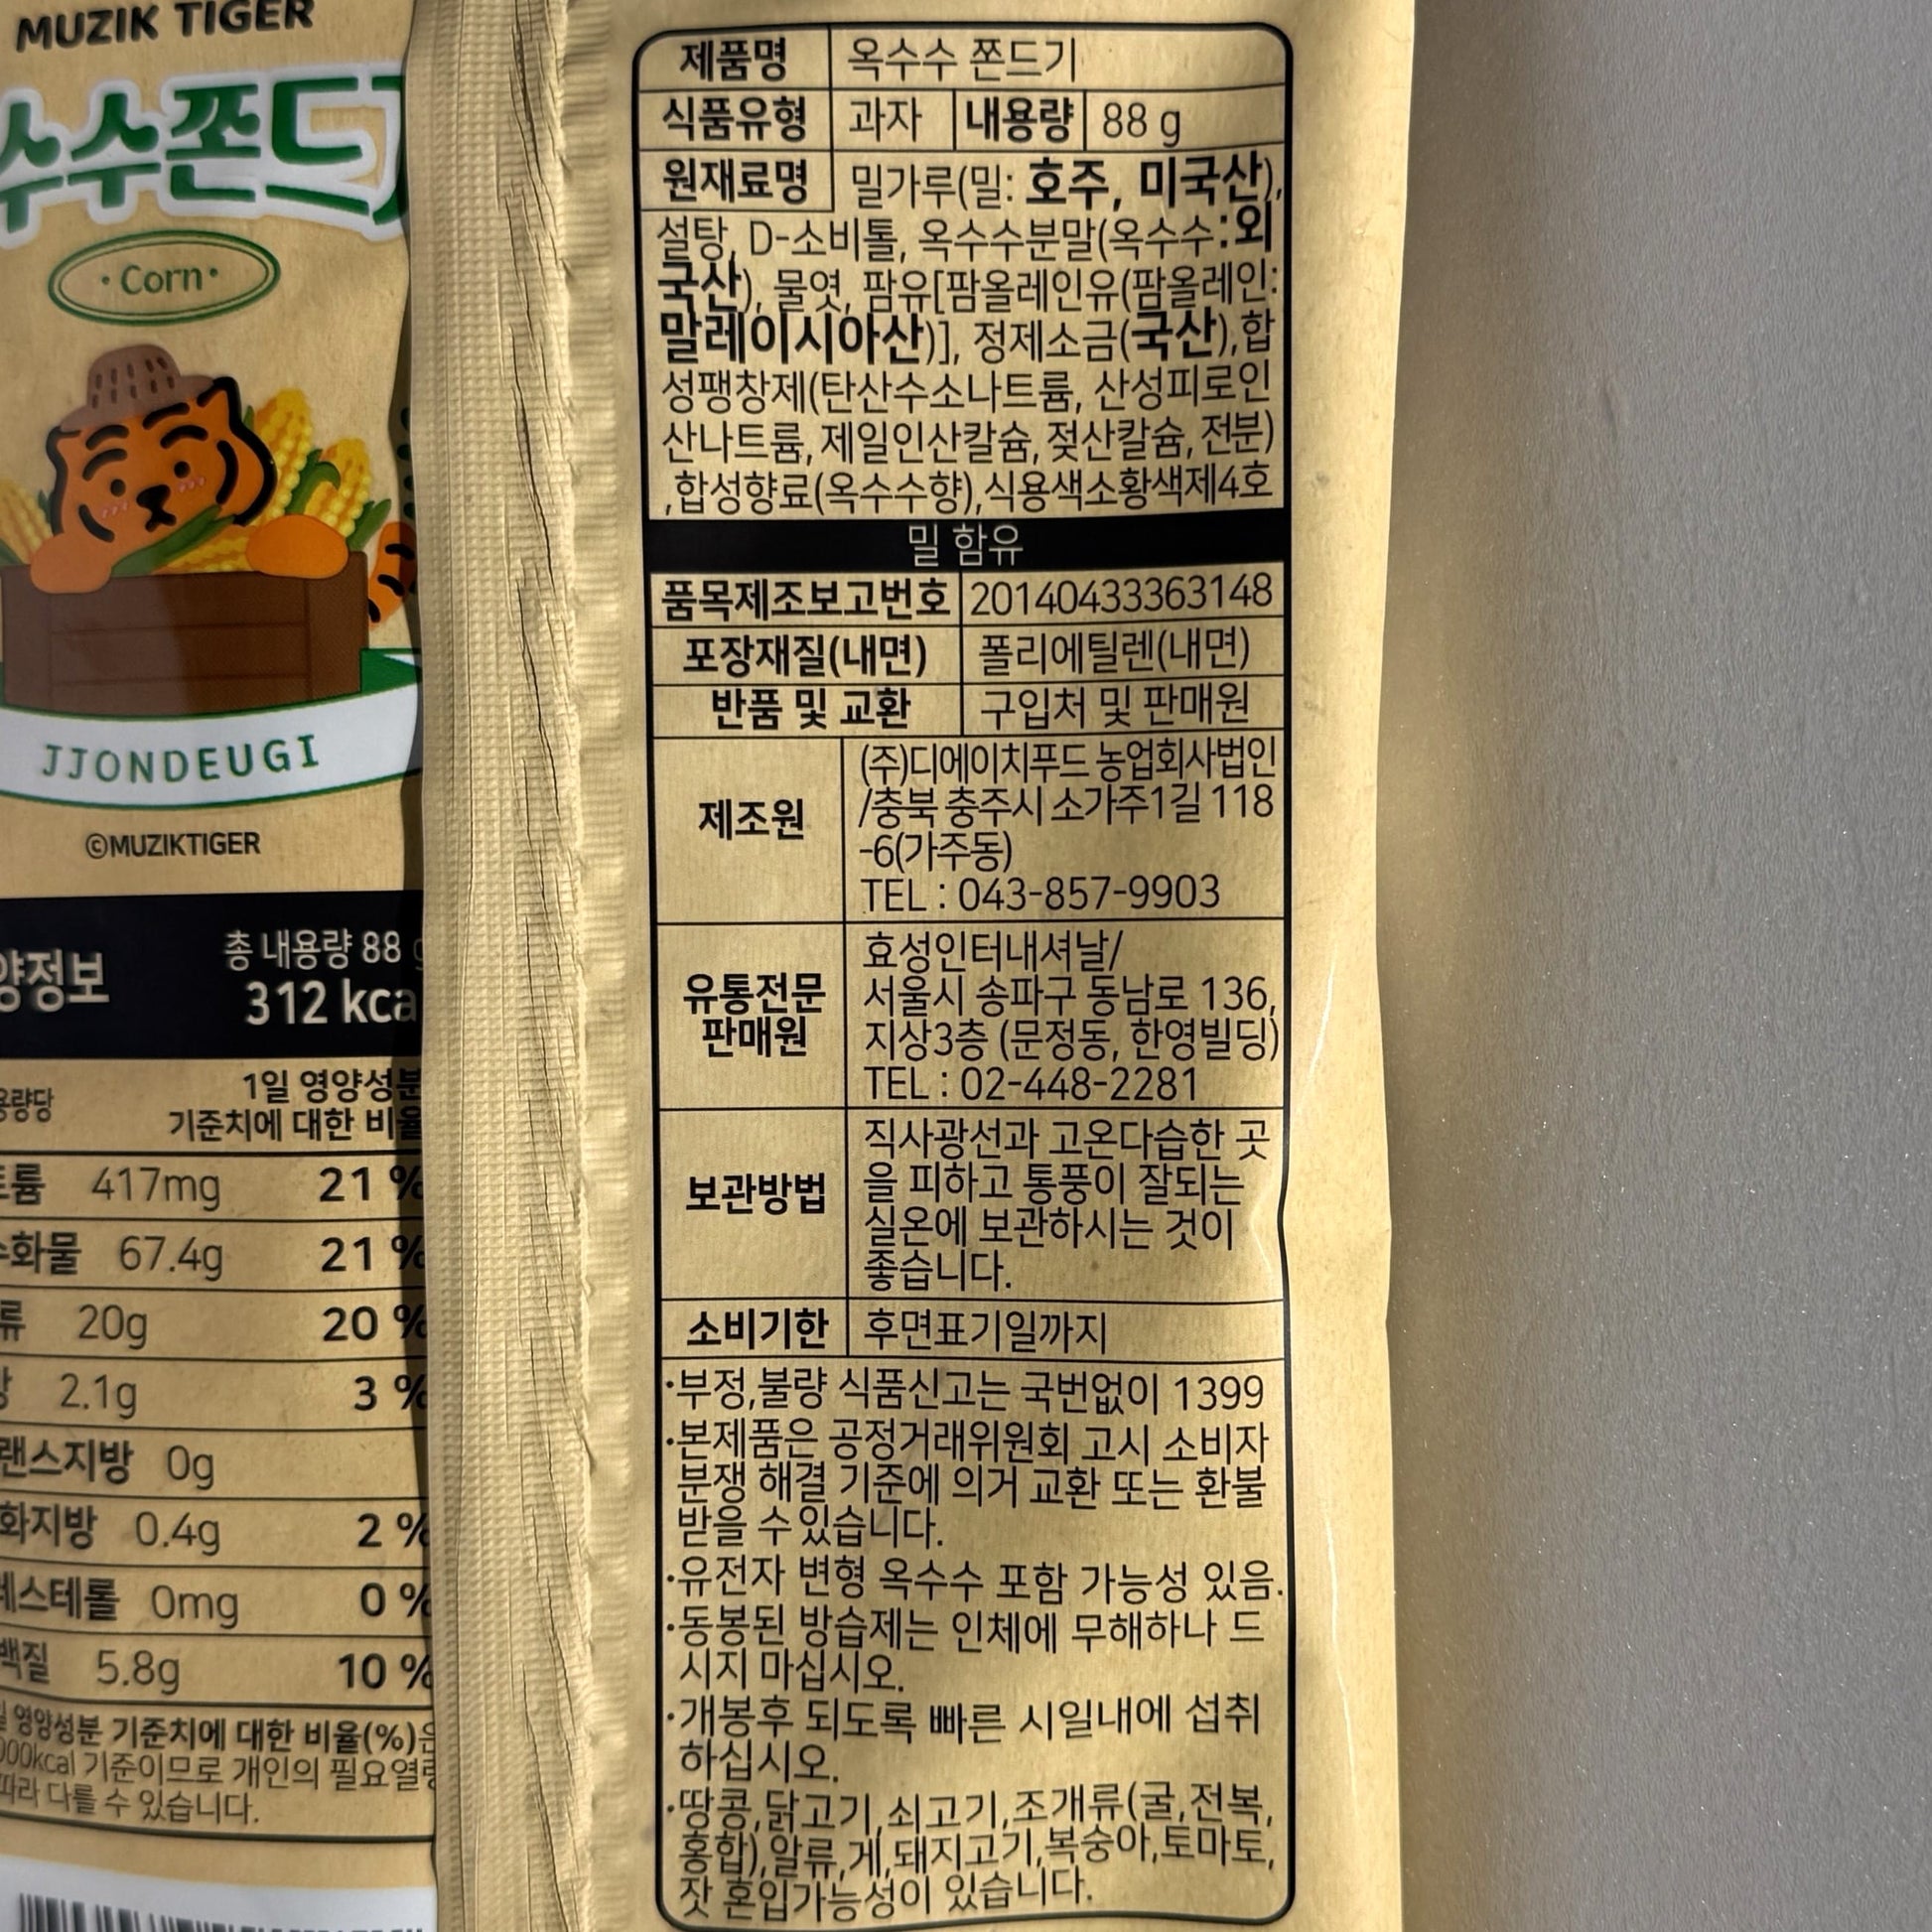 MUZIK TIGER
수수쫀드기
·Corn·
JJONDEUGI
©MUZIKTIGER
양정보
총 내용량 88 g
312 kca
용량당
1일 영양성분
기준치에 대한 비율
트륨 417mg 21 %
수화물 67.4g 21 %
류 20g 20 %
방 2.1g 3 %
랜스지방 0g
화지방 0.4g 2 %
레스테롤 0mg 0 %
백질 5.8g 10 %
일 영양성분 기준치에 대한 비율(%)은
000kcal 기준이므로 개인의 필요열량
따라 다를 수 있습니다.
제품명 옥수수 쫀드기
식품유형 과자 내용량 88 g
원재료명 밀가루(밀: 호주, 미국산),
설탕, D-소비톨, 옥수수분말(옥수수:외
국산), 물엿, 팜유[팜올레인유(팜올레인:
말레이시아산)], 정제소금(국산),합
성팽창제(탄산수소나트륨, 산성피로인
산나트륨, 제일인산칼슘, 젖산칼슘, 전분)
,합성향료(옥수수향),식용색소황색제4호
밀 함유
품목제조보고번호 20140433363148
포장재질(내면) 폴리에틸렌(내면)
반품 및 교환 구입처 및 판매원
제조원
(주)디에이치푸드 농업회사법인
/충북 충주시 소가주1길 118
-6(가주동)
TEL : 043-857-9903
유통전문
판매원
효성인터내셔날/
서울시 송파구 동남로 136,
지상3층 (문정동, 한영빌딩)
TEL : 02-448-2281
보관방법
직사광선과 고온다습한 곳
을 피하고 통풍이 잘되는
실온에 보관하시는 것이
좋습니다.
소비기한 후면표기일까지
·부정,불량 식품신고는 국번없이 1399
·본제품은 공정거래위원회 고시 소비자
분쟁 해결 기준에 의거 교환 또는 환불
받을 수있습니다.
·유전자 변형 옥수수 포함 가능성 있음.
·동봉된 방습제는 인체에 무해하나 드
시지 마십시오.
·개봉후 되도록 빠른 시일내에 섭취
하십시오.
·땅콩,닭고기,쇠고기,조개류(굴,전복,
홍합),알류,게,돼지고기,복숭아,토마토,
잣 혼입가능성이 있습니다.